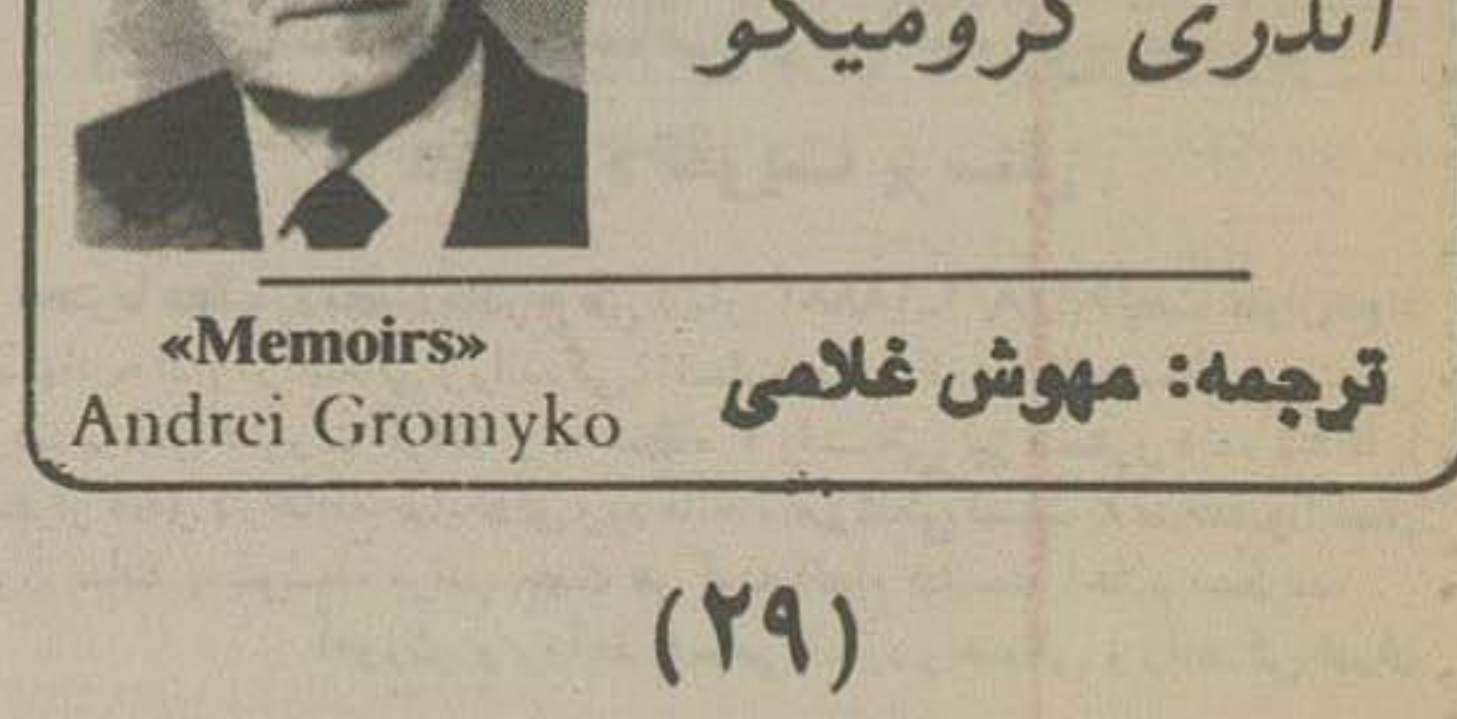 آندری گرومیکو
ترجمه: مهوش غلامی
«Memoirs»
Andrei Gromyko
(۲۹)